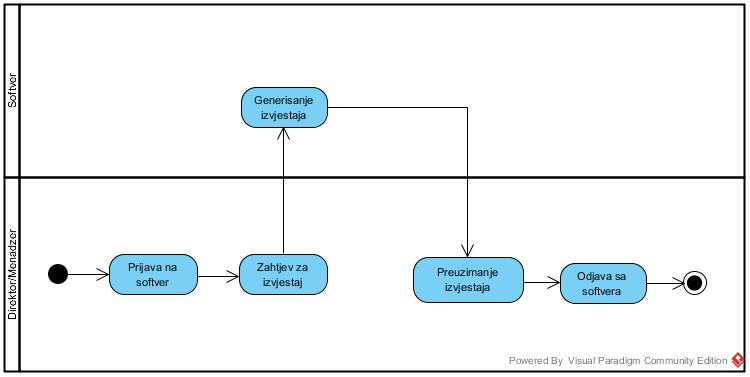 Softver
Generisanje
izvjestaja
Direktor/Menadzer
Prijava na
softver
Zahtjev za
izvjestaj
Preuzimanje
izvjestaja
Odjava sa
softvera
Powered By Visual Paradigm Community Edition